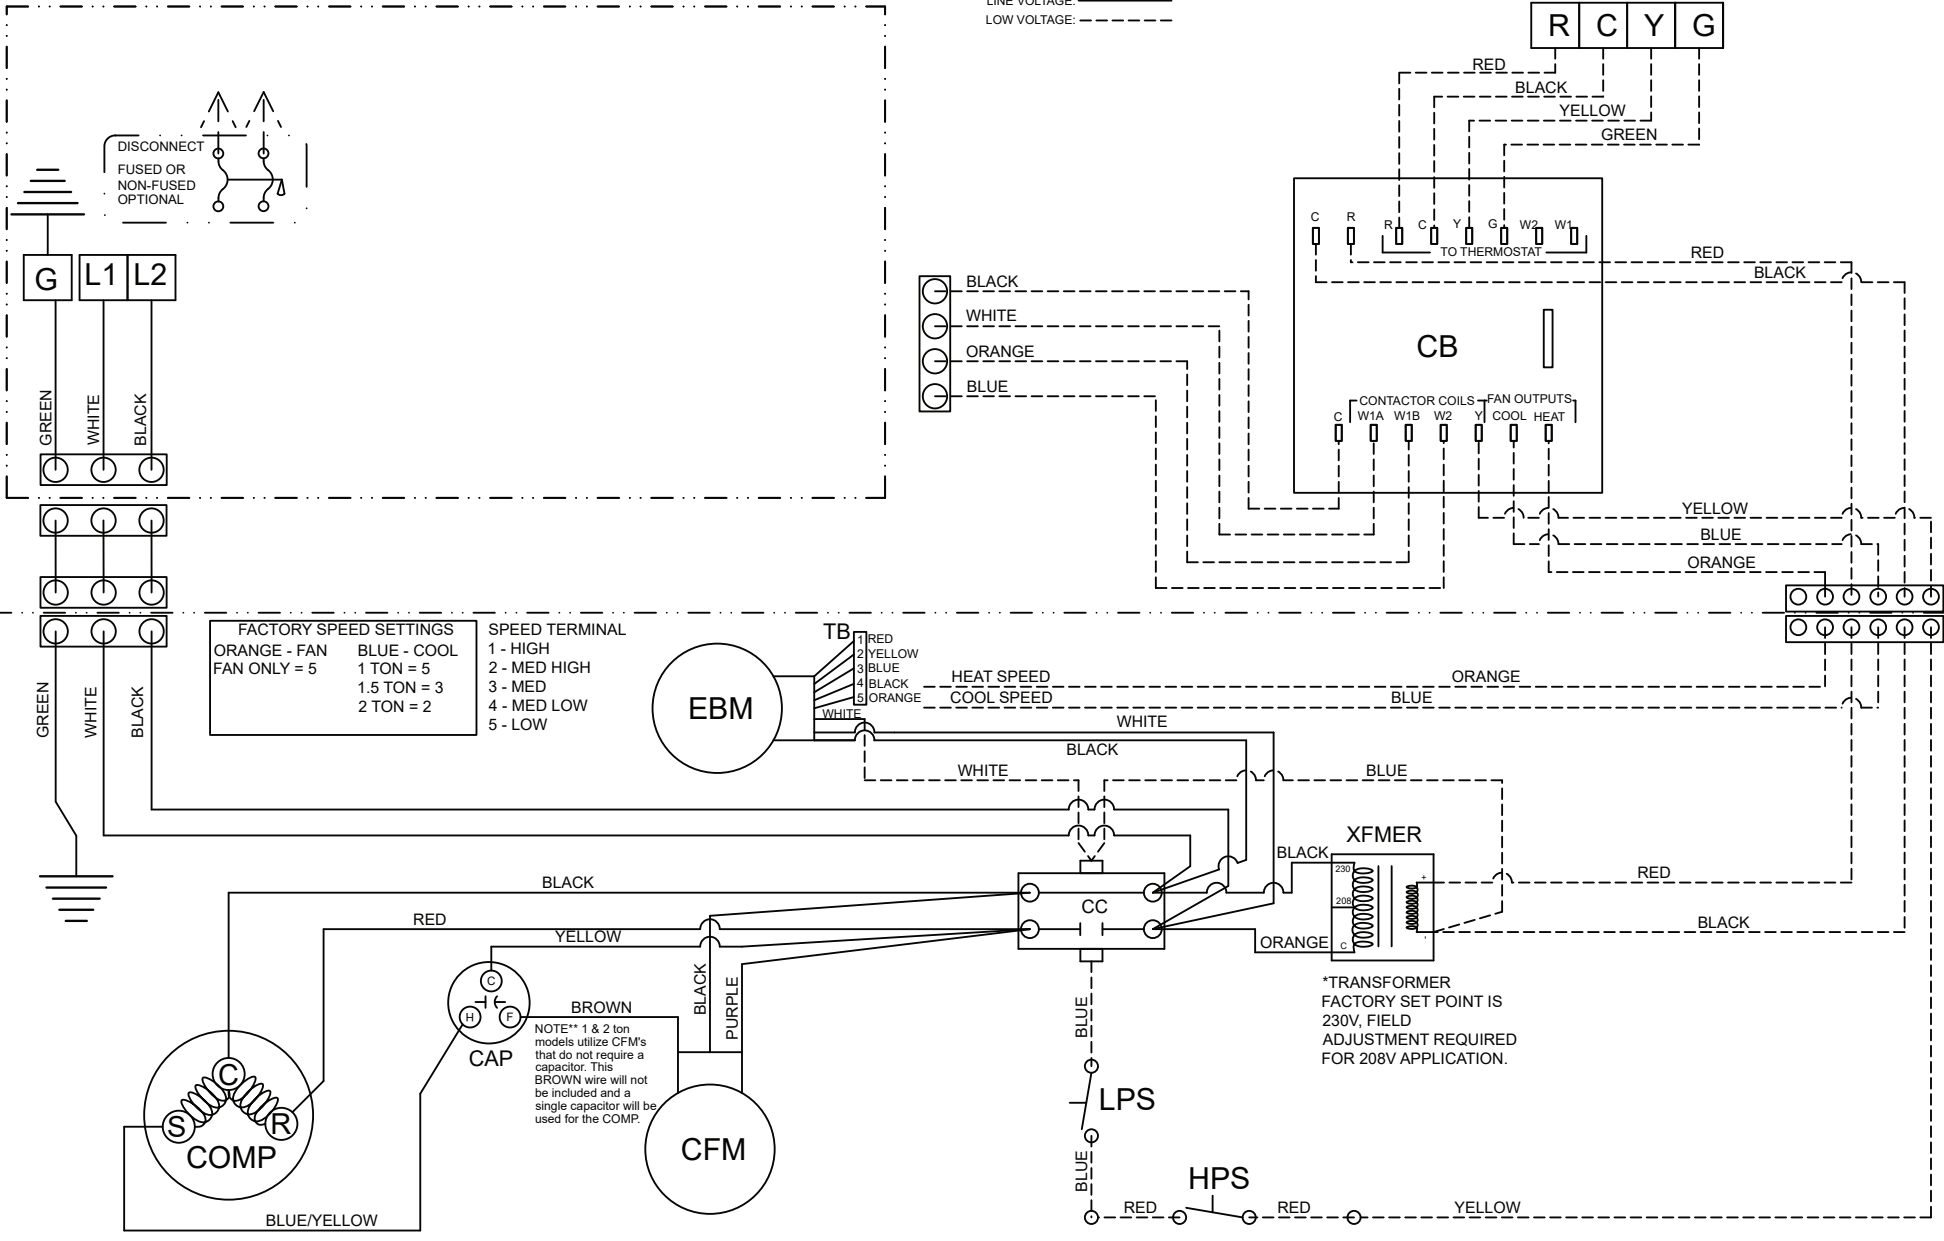 LINE VOLTAGE:
LOW VOLTAGE:
R C Y G
RED
BLACK
YELLOW
GREEN
DISCONNECT
FUSED OR
NON-FUSED
OPTIONAL
G L1 L2
GREEN
WHITE
BLACK
C R R C Y G W2 W1
TO THERMOSTAT
RED
BLACK
BLACK
WHITE
ORANGE
BLUE
CB
CONTACTOR COILS FAN OUTPUTS
C W1A W1B W2 Y COOL HEAT
YELLOW
BLUE
ORANGE
FACTORY SPEED SETTINGS
ORANGE - FAN BLUE - COOL
FAN ONLY = 5 1 TON = 5
1.5 TON = 3
2 TON = 2
SPEED TERMINAL
1 - HIGH
2 - MED HIGH
3 - MED
4 - MED LOW
5 - LOW
GREEN
WHITE
BLACK
EBM
TB
1 RED
2 YELLOW
3 BLUE
4 BLACK
5 ORANGE
WHITE
HEAT SPEED
ORANGE
COOL SPEED
BLUE
WHITE
BLACK
WHITE
BLUE
XFMER
BLACK
230
208
C
+
-
ORANGE
RED
BLACK
*TRANSFORMER
FACTORY SET POINT IS
230V, FIELD
ADJUSTMENT REQUIRED
FOR 208V APPLICATION.
CC
BLACK
RED
YELLOW
C
H F
CAP
BROWN
NOTE** 1 & 2 ton
models utilize CFM's
that do not require a
capacitor. This
BROWN wire will not
be included and a
single capacitor will be
used for the COMP.
BLACK
PURPLE
CFM
C
S R
COMP
BLUE/YELLOW
BLUE
LPS
BLUE
HPS
RED
RED
YELLOW